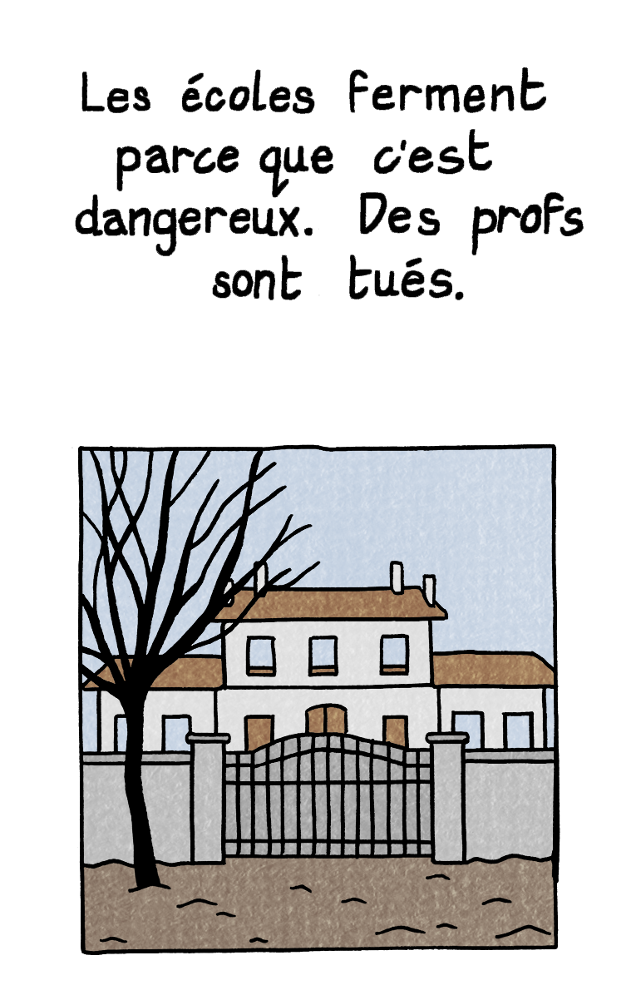 Les écoles ferment
parce que c'est
dangereux. Des profs
sont tués.